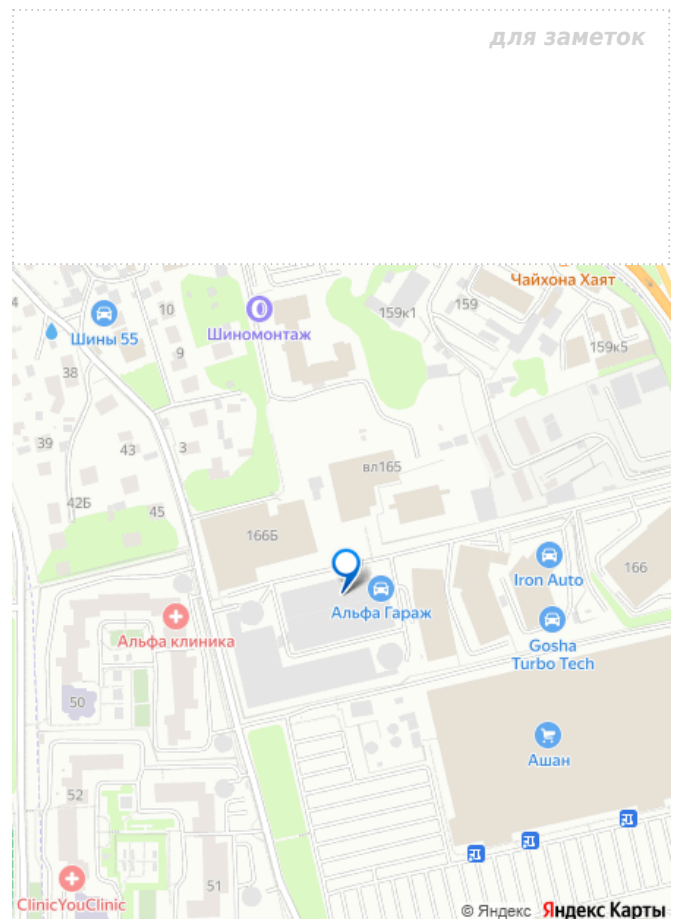 для заметок
Чайхона Хаят
4
10
159к1
159
Шины 55
Шиномонтаж
9
159к5
38
39
43
3
вл165
42Б
45
166Б
166
Iron Auto
Альфа Гараж
Альфа клиника
Gosha
Turbo Tech
50
Ашан
52
51
ClinicYouClinic
© Яндекс Яндекс Карты